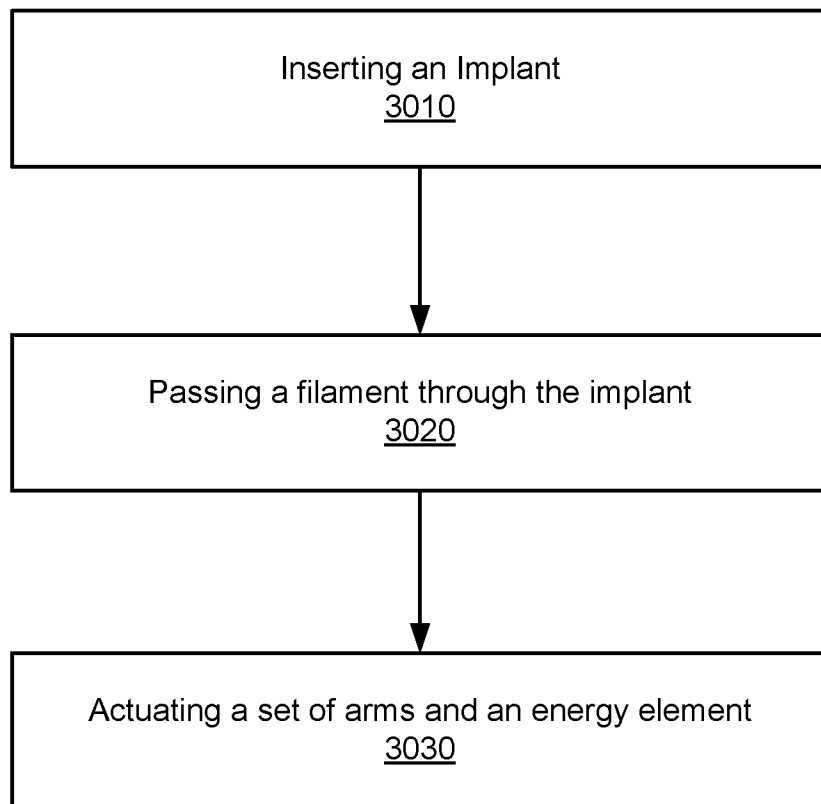 Inserting an Implant
3010
Passing a filament through the implant
3020
Actuating a set of arms and an energy element
3030